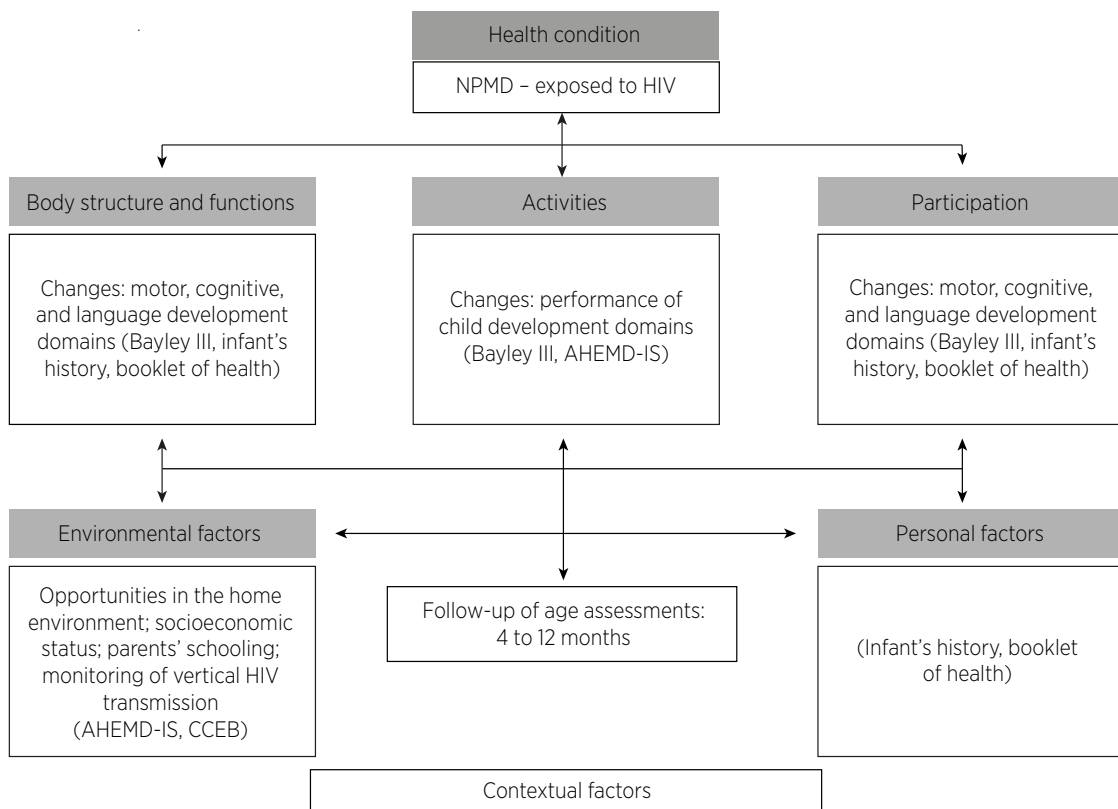 Health condition
NPMD – exposed to HIV
Body structure and functions
Activities
Participation
Changes: motor, cognitive,
and language development
domains (Bayley III, infant’s
history, booklet of health)
Changes: performance of
child development domains
(Bayley III, AHEMD-IS)
Changes: motor, cognitive,
and language development
domains (Bayley III, infant’s
history, booklet of health)
Environmental factors
Personal factors
Opportunities in the home
environment; socioeconomic
status; parents’ schooling;
monitoring of vertical HIV
transmission
(AHEMD-IS, CCEB)
Follow-up of age assessments:
4 to 12 months
(Infant’s history, booklet
of health)
Contextual factors